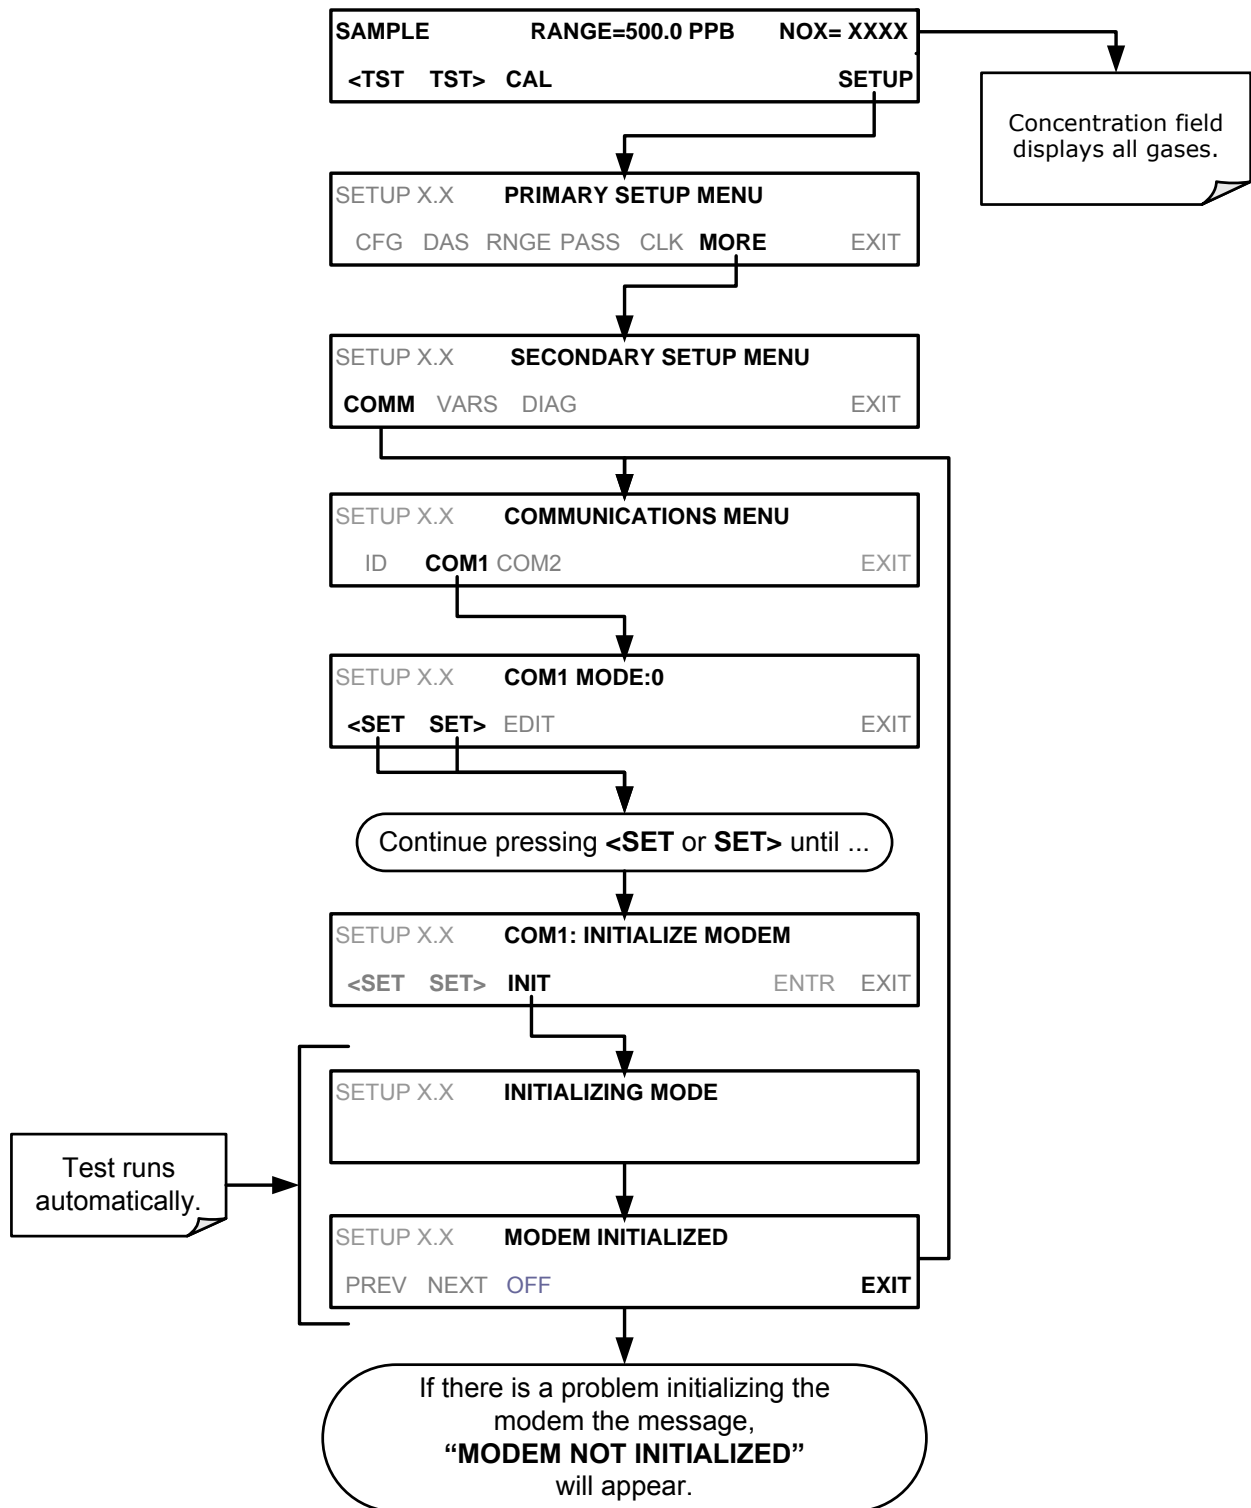 SAMPLE RANGE=500.0 PPB NOX= XXXX
<TST TST> CAL SETUP
Concentration field
displays all gases.
SETUP X.X PRIMARY SETUP MENU
CFG DAS RNGE PASS CLK MORE EXIT
SETUP X.X SECONDARY SETUP MENU
COMM VARS DIAG EXIT
SETUP X.X COMMUNICATIONS MENU
ID COM1 COM2 EXIT
SETUP X.X COM1 MODE:0
<SET SET> EDIT EXIT
Continue pressing <SET or SET> until ...
SETUP X.X COM1: INITIALIZE MODEM
<SET SET> INIT ENTR EXIT
SETUP X.X INITIALIZING MODE
Test runs
automatically.
SETUP X.X MODEM INITIALIZED
PREV NEXT OFF EXIT
If there is a problem initializing the
modem the message,
“MODEM NOT INITIALIZED”
will appear.